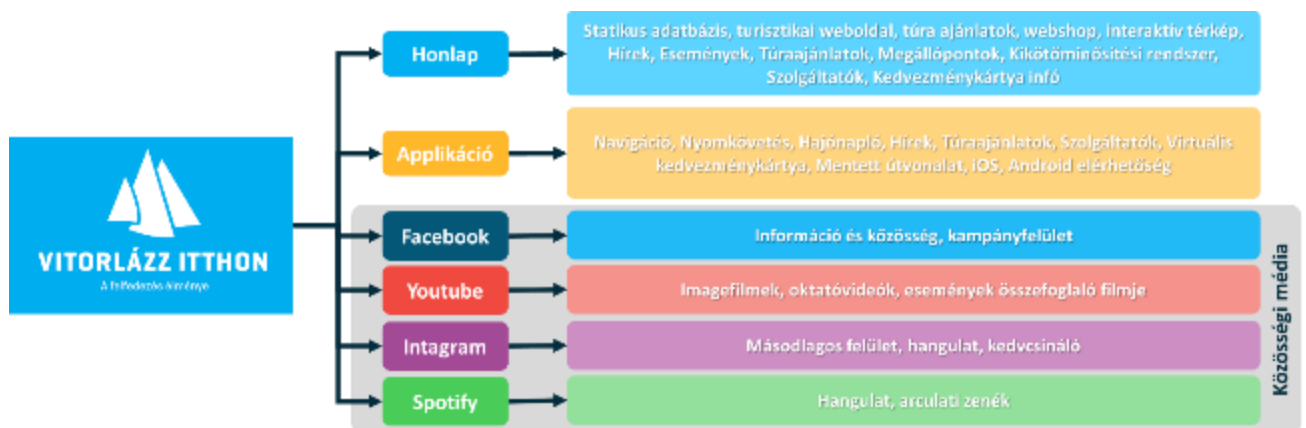 VITORLÁZZ ITTHON
A felfedezés élménye
Honlap
Statikus adatbázis, turisztikai weboldal, túra ajánlatok, webshop, interaktív térkép,
Hírek, Események, Túraajánlatok, Megállópontok, Kikötőminősítési rendszer,
Szolgáltatók, Kedvezménykártya infó
Applikáció
Navigáció, Nyomkövetés, Hajónapló, Hírek, Túraajánlatok, Szolgáltatók, Virtuális
kedvezménykártya, Mentett útvonalat, iOS, Android elérhetőség
Facebook
Információ és közösség, kampányfelület
Youtube
Imagefilmek, oktatóvideók, események összefoglaló filmje
Intagram
Másodlagos felület, hangulat, kedvcsináló
Spotify
Hangulat, arculati zenék
Közösségi média